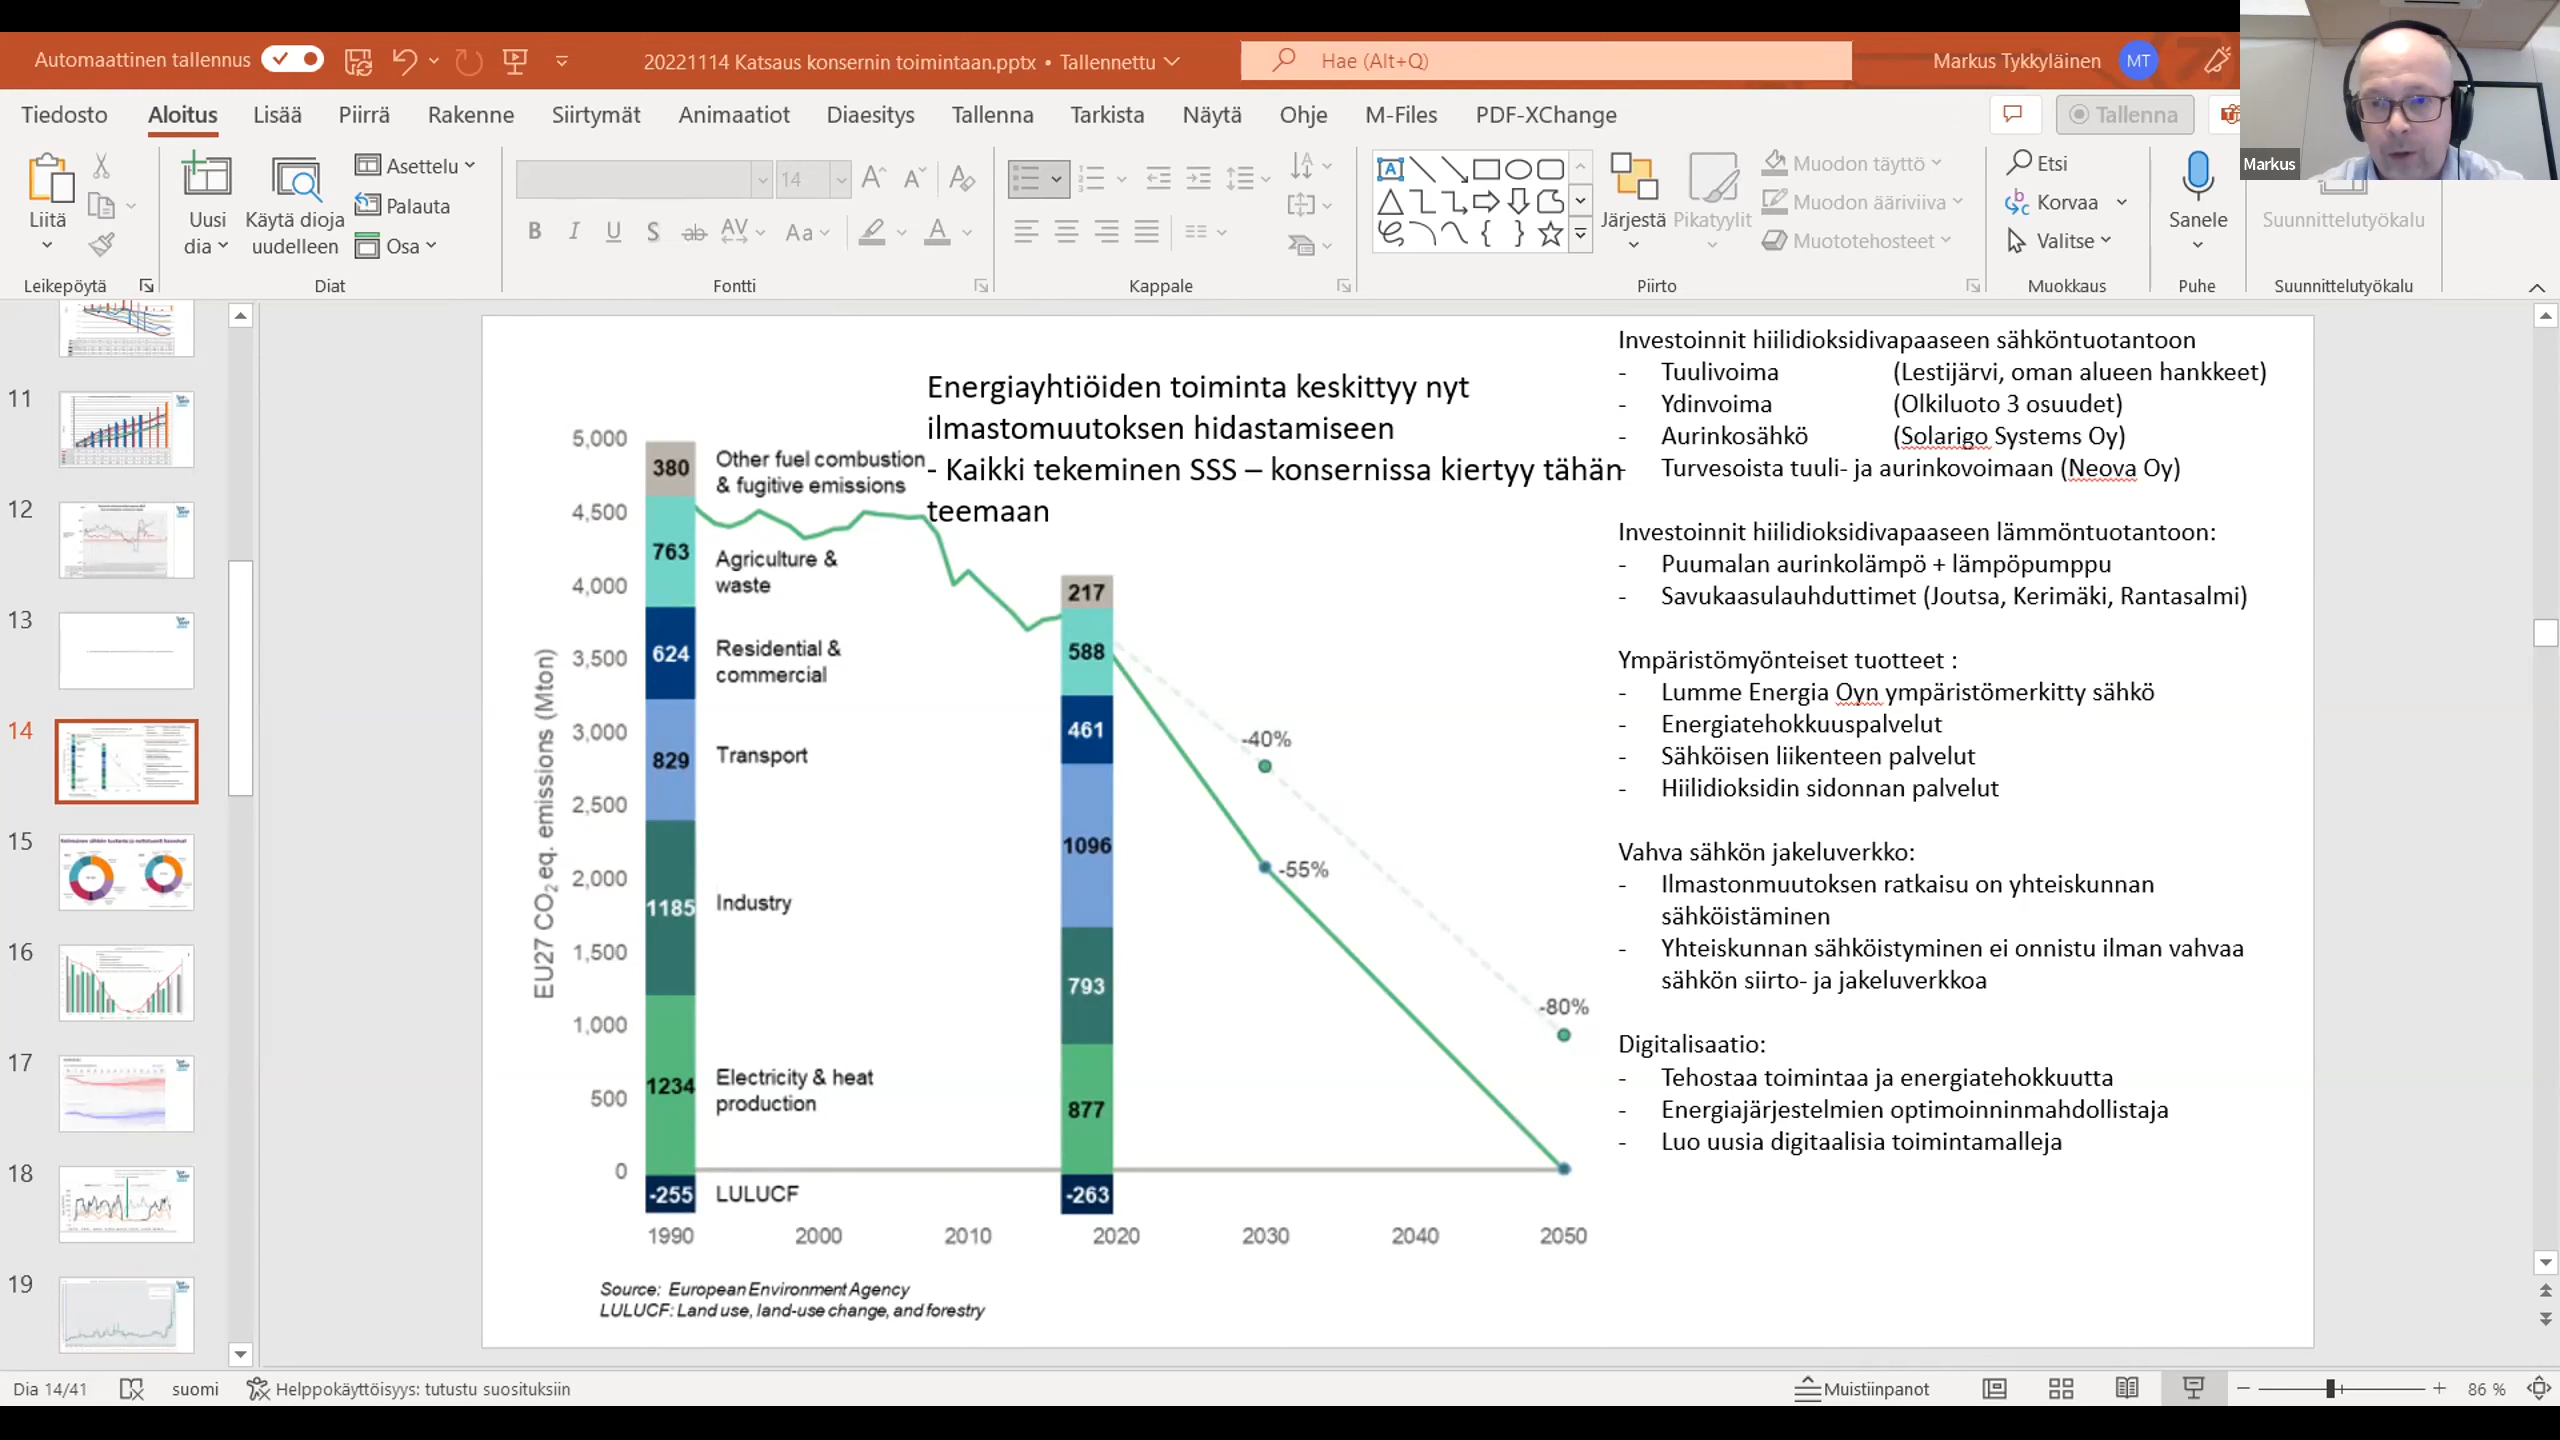 Automaattinen tallennus
20221114 Katsaus konsernin toimintaan.pptx • Tallennettu
Hae (Alt+Q)
Markus Tykkyläinen
MT
Tiedosto
Aloitus
Lisää
Piirrä
Rakenne
Siirtymät
Animaatiot
Diaesitys
Tallenna
Tarkista
Näytä
Ohje
M-Files
PDF-XChange
Tallenna
Markus
Liitä
Uusi
dia
Käytä dioja
uudelleen
Asettelu
Palauta
Osa
14
Järjestä
Pikatyylit
Muodon täyttö
Muodon ääriviiva
Muototehosteet
Etsi
Korvaa
Valitse
Sanele
Suunnittelutyökalu
Leikepöytä
Diat
Fontti
Kappale
Piirto
Muokkaus
Puhe
Suunnittelutyökalu
11
12
13
14
15
16
17
18
19
Energiayhtiöiden toiminta keskittyy nyt
ilmastomuutoksen hidastamiseen
- Kaikki tekeminen SSS – konsernissa kiertyy tähän
teemaan
EU27 CO2 eq. emissions (Mton)
5,000
4,500
4,000
3,500
3,000
2,500
2,000
1,500
1,000
500
0
380
763
624
829
1185
1234
-255
Other fuel combustion
& fugitive emissions
Agriculture &
waste
Residential &
commercial
Transport
Industry
Electricity & heat
production
LULUCF
217
588
461
1096
793
877
-263
-40%
-55%
-80%
1990
2000
2010
2020
2030
2040
2050
Source: European Environment Agency
LULUCF: Land use, land-use change, and forestry
Investoinnit hiilidioksidivapaaseen sähköntuotantoon
- Tuulivoima (Lestijärvi, oman alueen hankkeet)
- Ydinvoima (Olkiluoto 3 osuudet)
- Aurinkosähkö (Solarigo Systems Oy)
- Turvesoista tuuli- ja aurinkovoimaan (Neova Oy)
Investoinnit hiilidioksidivapaaseen lämmöntuotantoon:
- Puumalan aurinkolämpö + lämpöpumppu
- Savukaasulauhduttimet (Joutsa, Kerimäki, Rantasalmi)
Ympäristömyönteiset tuotteet :
- Lumme Energia Oyn ympäristömerkitty sähkö
- Energiatehokkuuspalvelut
- Sähköisen liikenteen palvelut
- Hiilidioksidin sidonnan palvelut
Vahva sähkön jakeluverkko:
- Ilmastonmuutoksen ratkaisu on yhteiskunnan
sähköistäminen
- Yhteiskunnan sähköistyminen ei onnistu ilman vahvaa
sähkön siirto- ja jakeluverkkoa
Digitalisaatio:
- Tehostaa toimintaa ja energiatehokkuutta
- Energiajärjestelmien optimoinninmahdollistaja
- Luo uusia digitaalisia toimintamalleja
Dia 14/41
suomi
Helppokäyttöisyys: tutustu suosituksiin
Muistiinpanot
86 %